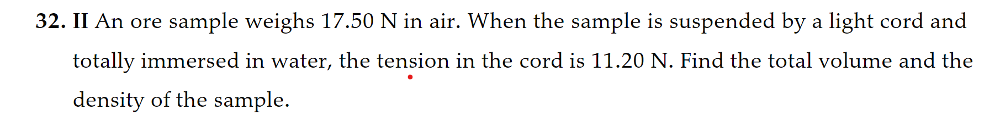 32. II An ore sample weighs 17.50 N in air. When the sample is suspended by a light cord and
totally immersed in water, the tension in the cord is 11.20 N. Find the total volume and the
density of the sample.